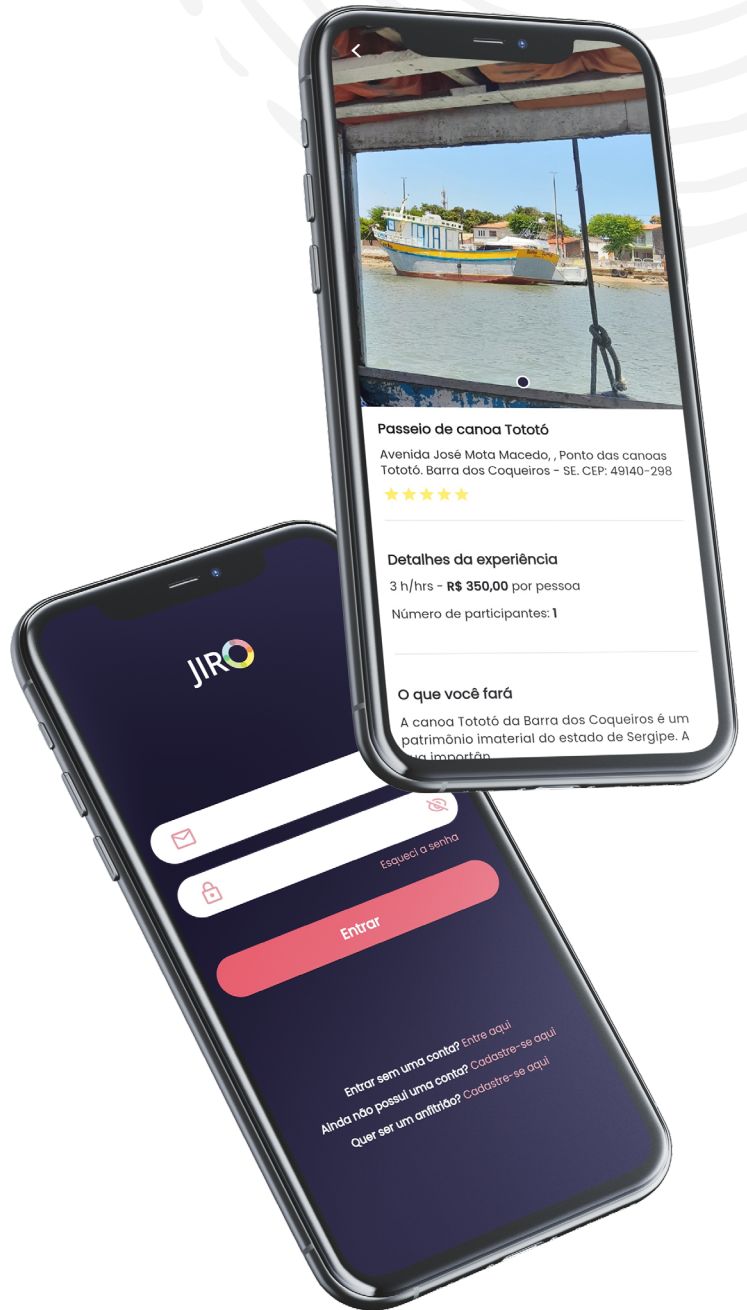 Passeio de canoa Tototó
Avenida José Mota Macedo, , Ponto das canoas
Tototó. Barra dos Coqueiros - SE. CEP: 49140-298
Detalhes da experiência
3 h/hrs - R$ 350,00 por pessoa
Número de participantes: 1
O que você fará
A canoa Tototó da Barra dos Coqueiros é um
patrimônio imaterial do estado de Sergipe. A
importân
JIRO
Esqueci a senha
Entrar
Entrar sem uma conta? Entre aqui
Ainda não possui uma conta? Cadastre-se aqui
Quer ser um anfitrião? Cadastre-se aqui